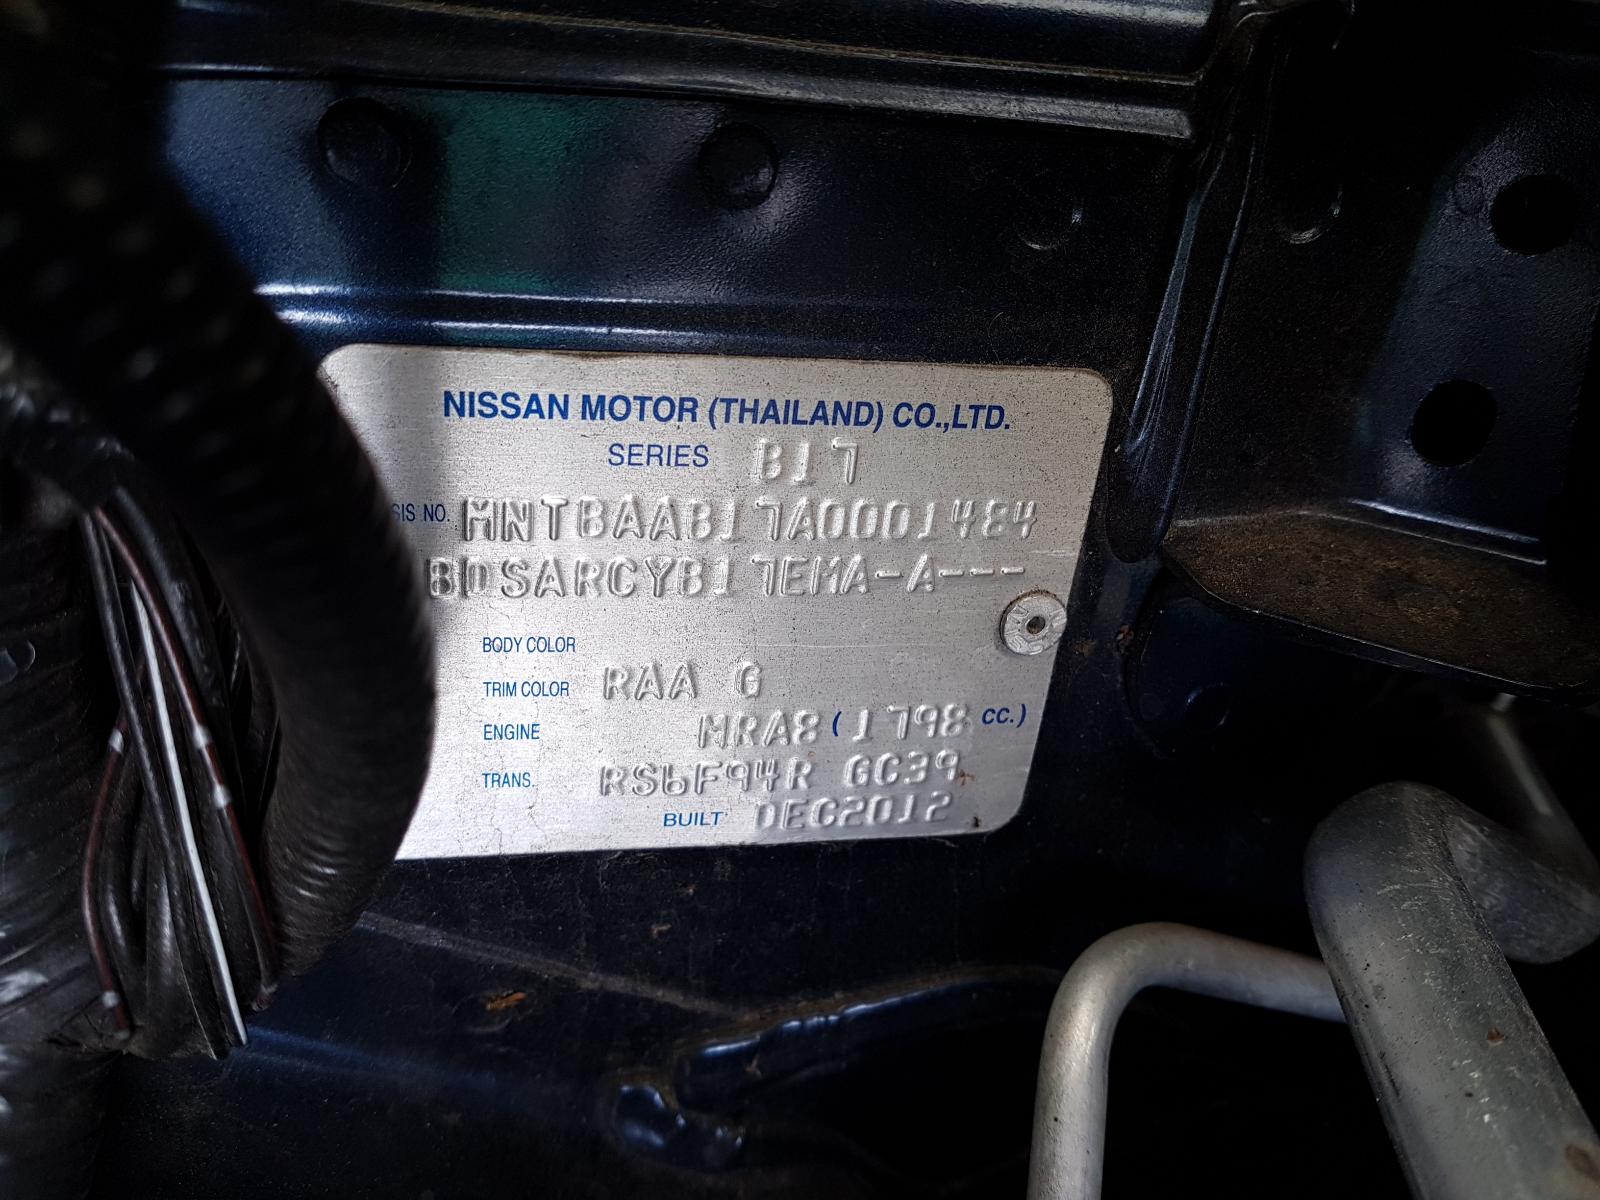 NISSAN MOTOR (THAILAND) CO.,LTD.
SERIES B17
SIS NO. MNTBAAB17A0001484
BDSARCYB17EMA-A---
BODY COLOR
TRIM COLOR RAA G
ENGINE MRA8 (1798 CC.)
TRANS. RS6F94R GC39
BUILT DEC2012